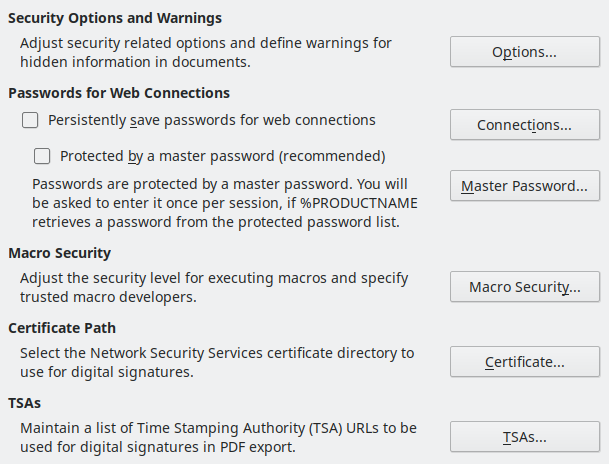 Security Options and Warnings
Adjust security related options and define warnings for
hidden information in documents.
Options...
Passwords for Web Connections
Persistently save passwords for web connections
Connections...
Protected by a master password (recommended)
Passwords are protected by a master password. You will
be asked to enter it once per session, if %PRODUCTNAME
retrieves a password from the protected password list.
Master Password...
Macro Security
Adjust the security level for executing macros and specify
trusted macro developers.
Macro Security...
Certificate Path
Select the Network Security Services certificate directory to
use for digital signatures.
Certificate...
TSAs
Maintain a list of Time Stamping Authority (TSA) URLs to be
used for digital signatures in PDF export.
TSAs...